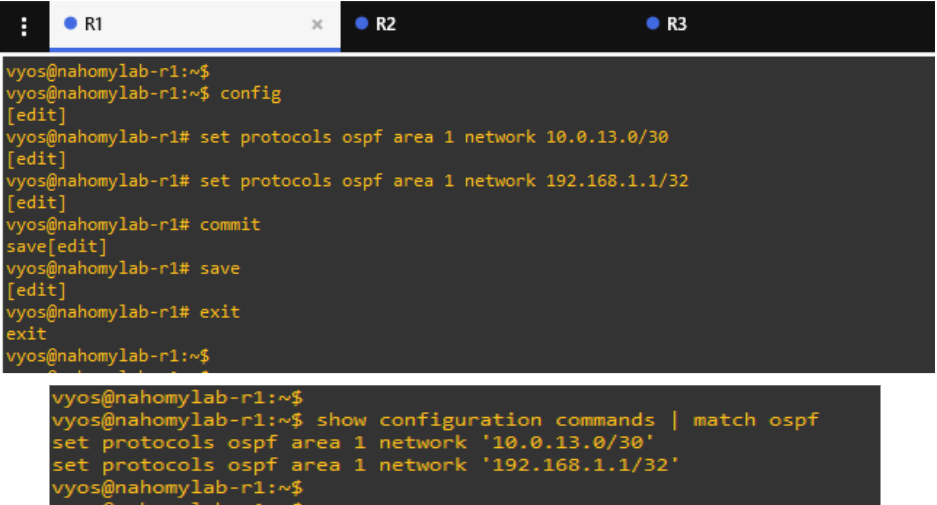 R1 × R2 R3
vyos@nahomylab-r1:~$
vyos@nahomylab-r1:~$ config
[edit]
vyos@nahomylab-r1# set protocols ospf area 1 network 10.0.13.0/30
[edit]
vyos@nahomylab-r1# set protocols ospf area 1 network 192.168.1.1/32
[edit]
vyos@nahomylab-r1# commit
save[edit]
vyos@nahomylab-r1# save
[edit]
vyos@nahomylab-r1# exit
exit
vyos@nahomylab-r1:~$
vyos@nahomylab-r1:~$
vyos@nahomylab-r1:~$ show configuration commands | match ospf
set protocols ospf area 1 network '10.0.13.0/30'
set protocols ospf area 1 network '192.168.1.1/32'
vyos@nahomylab-r1:~$